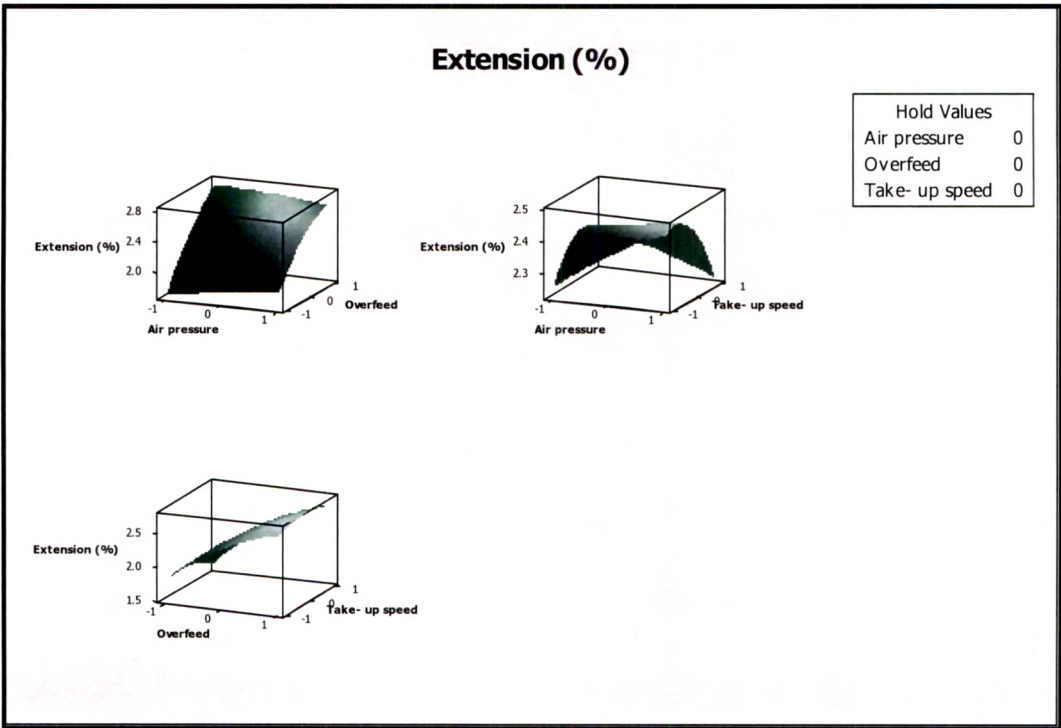 Extension (%)
Hold Values
Air pressure 0
Overfeed 0
Take- up speed 0
2.8
2.4
2.0
Extension (%)
-1
0
1
Air pressure
-1
0
1
Overfeed
2.5
2.4
2.3
Extension (%)
-1
0
1
Air pressure
-1
0
1
Take- up speed
2.5
2.0
1.5
Extension (%)
-1
0
1
Overfeed
-1
0
1
Take- up speed